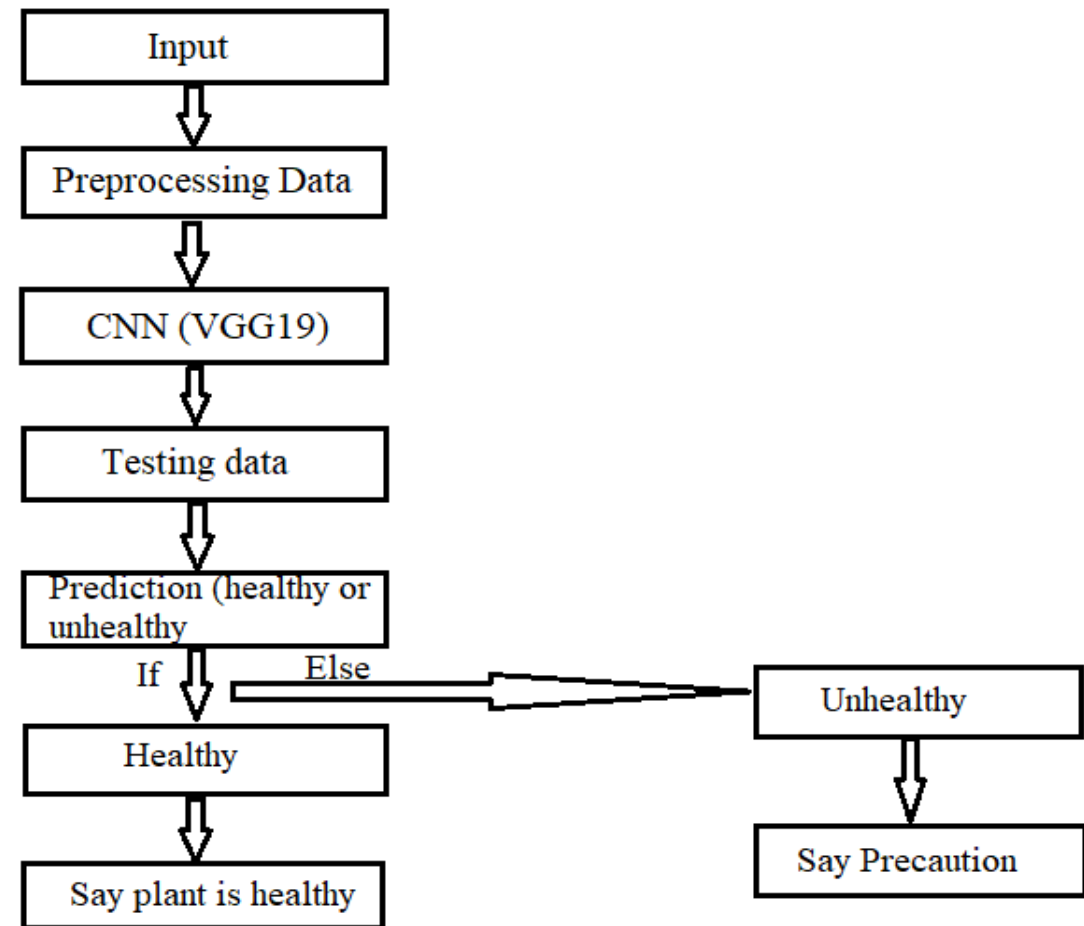 Input
Preprocessing Data
CNN (VGG19)
Testing data
Prediction (healthy or
unhealthy
If
Else
Unhealthy
Healthy
Say Precaution
Say plant is healthy